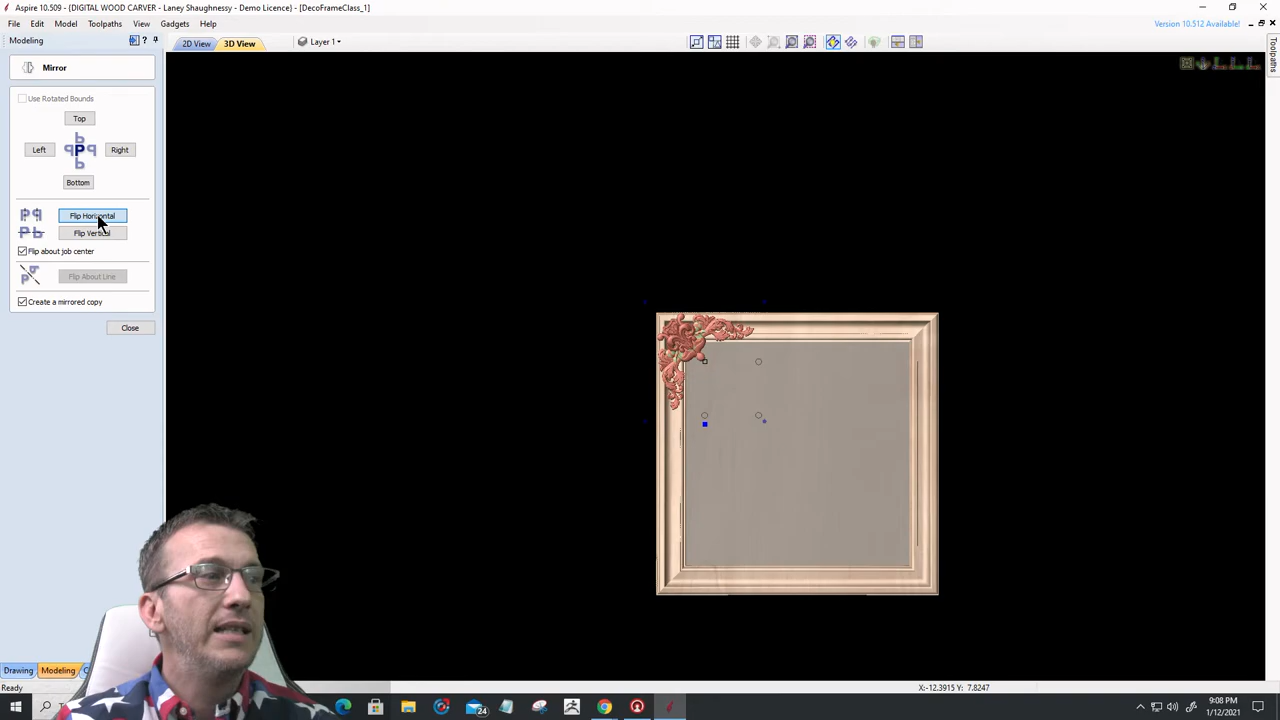 Aspire 10.509 - {DIGITAL WOOD CARVER - Laney Shaughnessy - Demo Licence} - [DecoFrameClass_1]
File Edit Model Toolpaths View Gadgets Help
Version 10.512 Available!
Modeling
2D View 3D View Layer 1
Toolpaths
Mirror
Use Rotated Bounds
Top
Left Right
Bottom
Flip Horizontal
Flip Vertical
Flip about job center
Flip About Line
Create a mirrored copy
Close
Drawing Modeling
Ready
X:-12.3915 Y: 7.8247
24
9:08 PM
1/12/2021